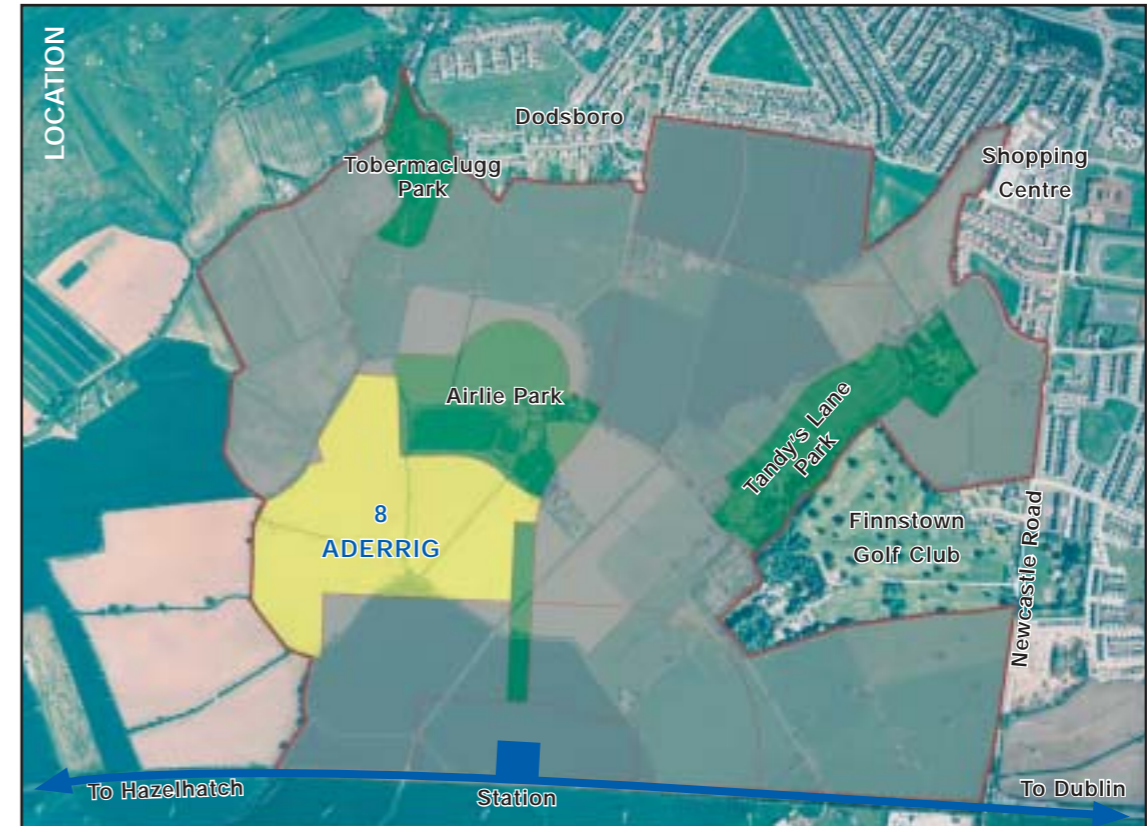 LOCATION
Dodsboro
Shopping
Centre
Tobermaclugg
Park
Airlie Park
Tandy's Lane
Park
8
ADERRIG
Finnstown
Golf Club
Newcastle Road
To Hazelhatch
Station
To Dublin